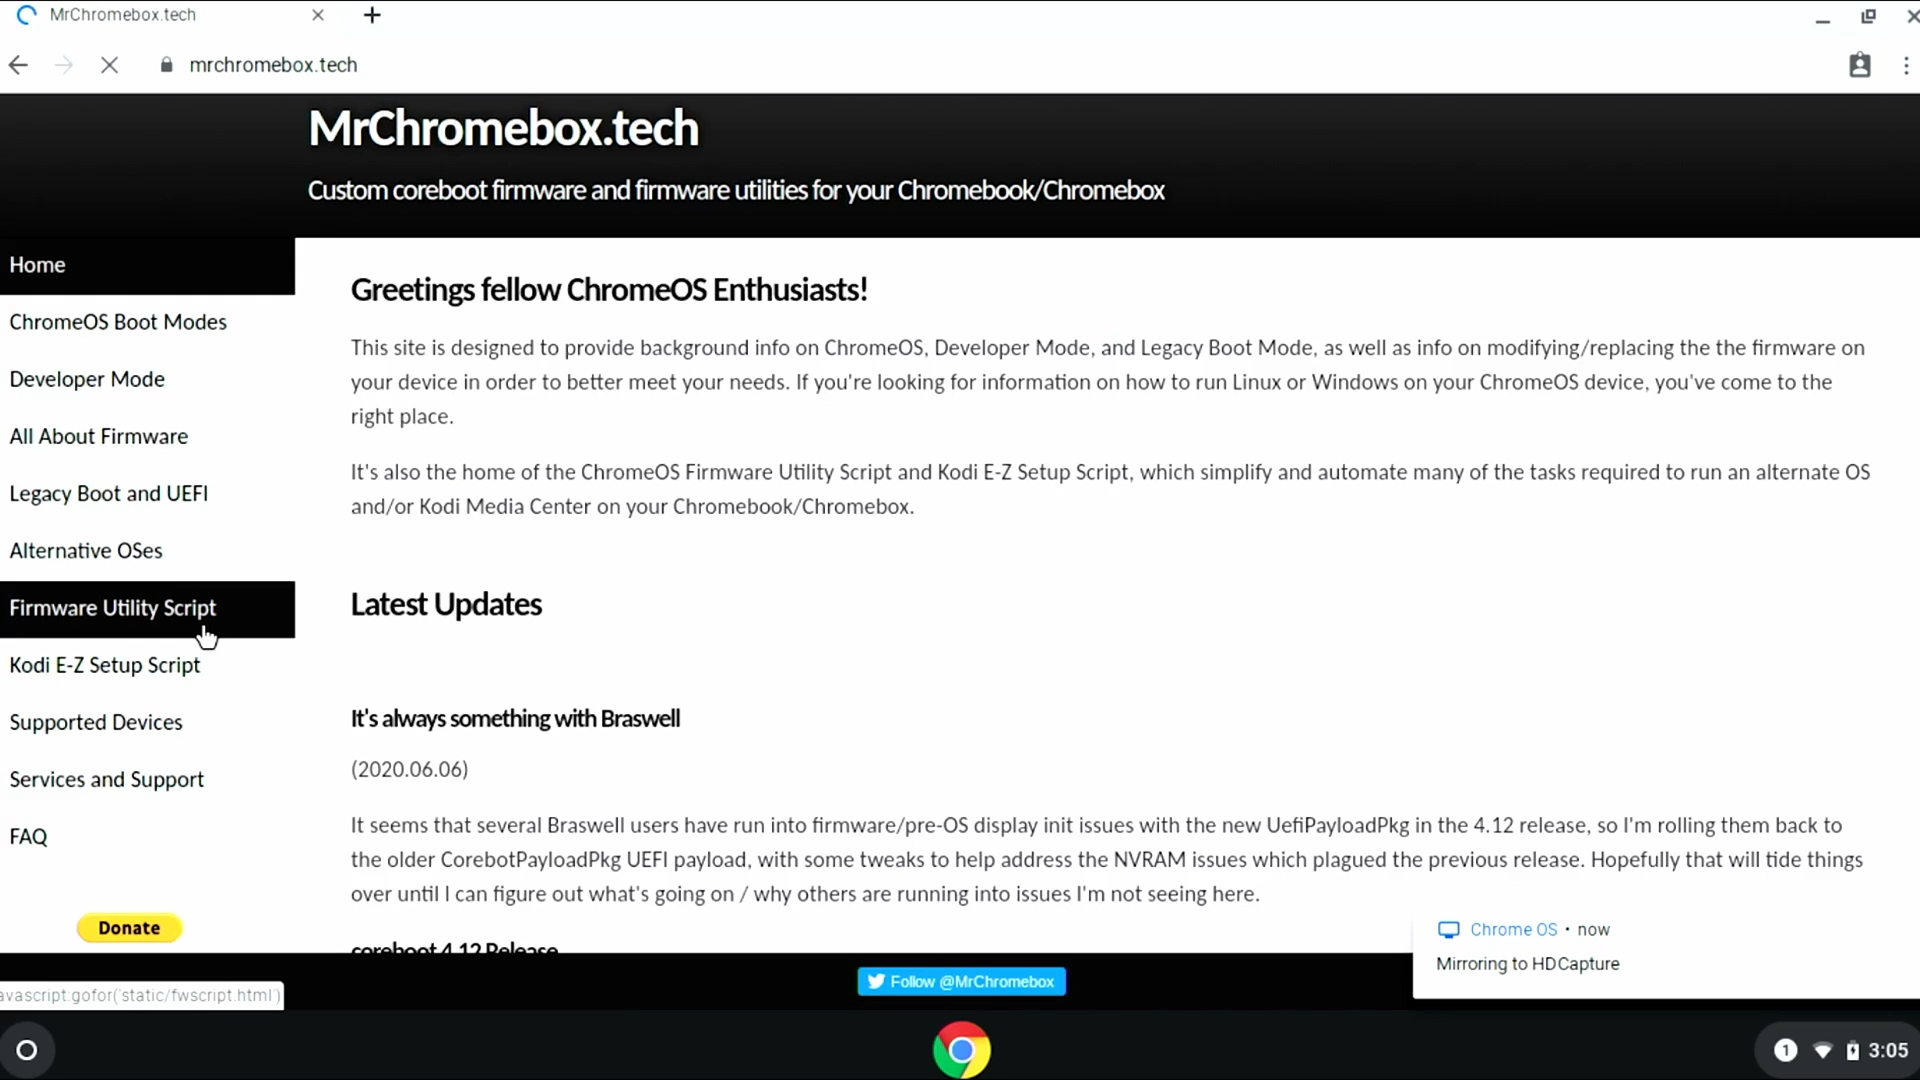 MrChromebox.tech
mrchromebox.tech
MrChromebox.tech
Custom coreboot firmware and firmware utilities for your Chromebook/Chromebox
Home
ChromeOS Boot Modes
Developer Mode
All About Firmware
Legacy Boot and UEFI
Alternative OSes
Firmware Utility Script
Kodi E-Z Setup Script
Supported Devices
Services and Support
FAQ
Donate
Greetings fellow ChromeOS Enthusiasts!
This site is designed to provide background info on ChromeOS, Developer Mode, and Legacy Boot Mode, as well as info on modifying/replacing the the firmware on
your device in order to better meet your needs. If you're looking for information on how to run Linux or Windows on your ChromeOS device, you've come to the
right place.
It's also the home of the ChromeOS Firmware Utility Script and Kodi E-Z Setup Script, which simplify and automate many of the tasks required to run an alternate OS
and/or Kodi Media Center on your Chromebook/Chromebox.
Latest Updates
It's always something with Braswell
(2020.06.06)
It seems that several Braswell users have run into firmware/pre-OS display init issues with the new UefiPayloadPkg in the 4.12 release, so I'm rolling them back to
the older CorebotPayloadPkg UEFI payload, with some tweaks to help address the NVRAM issues which plagued the previous release. Hopefully that will tide things
over until I can figure out what's going on / why others are running into issues I'm not seeing here.
coreboot 4.12 Release
Chrome OS • now
Mirroring to HDCapture
Follow @MrChromebox
avascript:gofor('static/fwscript.html')
1
3:05